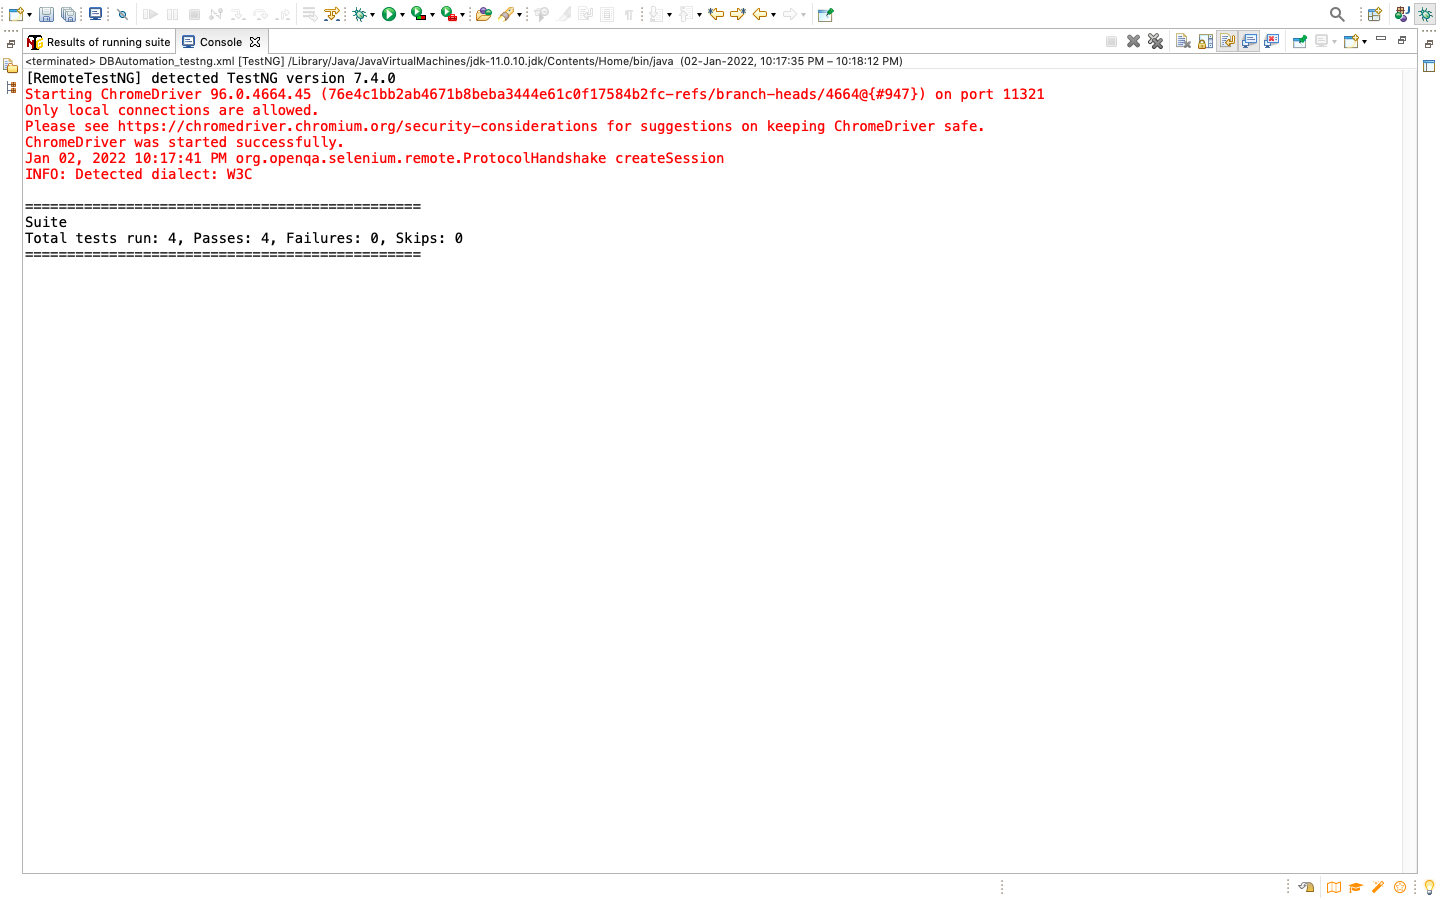 Results of running suite
Console
<terminated> DBAutomation_testng.xml [TestNG] /Library/Java/JavaVirtualMachines/jdk-11.0.10.jdk/Contents/Home/bin/java (02-Jan-2022, 10:17:35 PM – 10:18:12 PM)
[RemoteTestNG] detected TestNG version 7.4.0
Starting ChromeDriver 96.0.4664.45 (76e4c1bb2ab4671b8beba3444e61c0f17584b2fc-refs/branch-heads/4664@{#947}) on port 11321
Only local connections are allowed.
Please see https://chromedriver.chromium.org/security-considerations for suggestions on keeping ChromeDriver safe.
ChromeDriver was started successfully.
Jan 02, 2022 10:17:41 PM org.openqa.selenium.remote.ProtocolHandshake createSession
INFO: Detected dialect: W3C
===============================================
Suite
Total tests run: 4, Passes: 4, Failures: 0, Skips: 0
===============================================